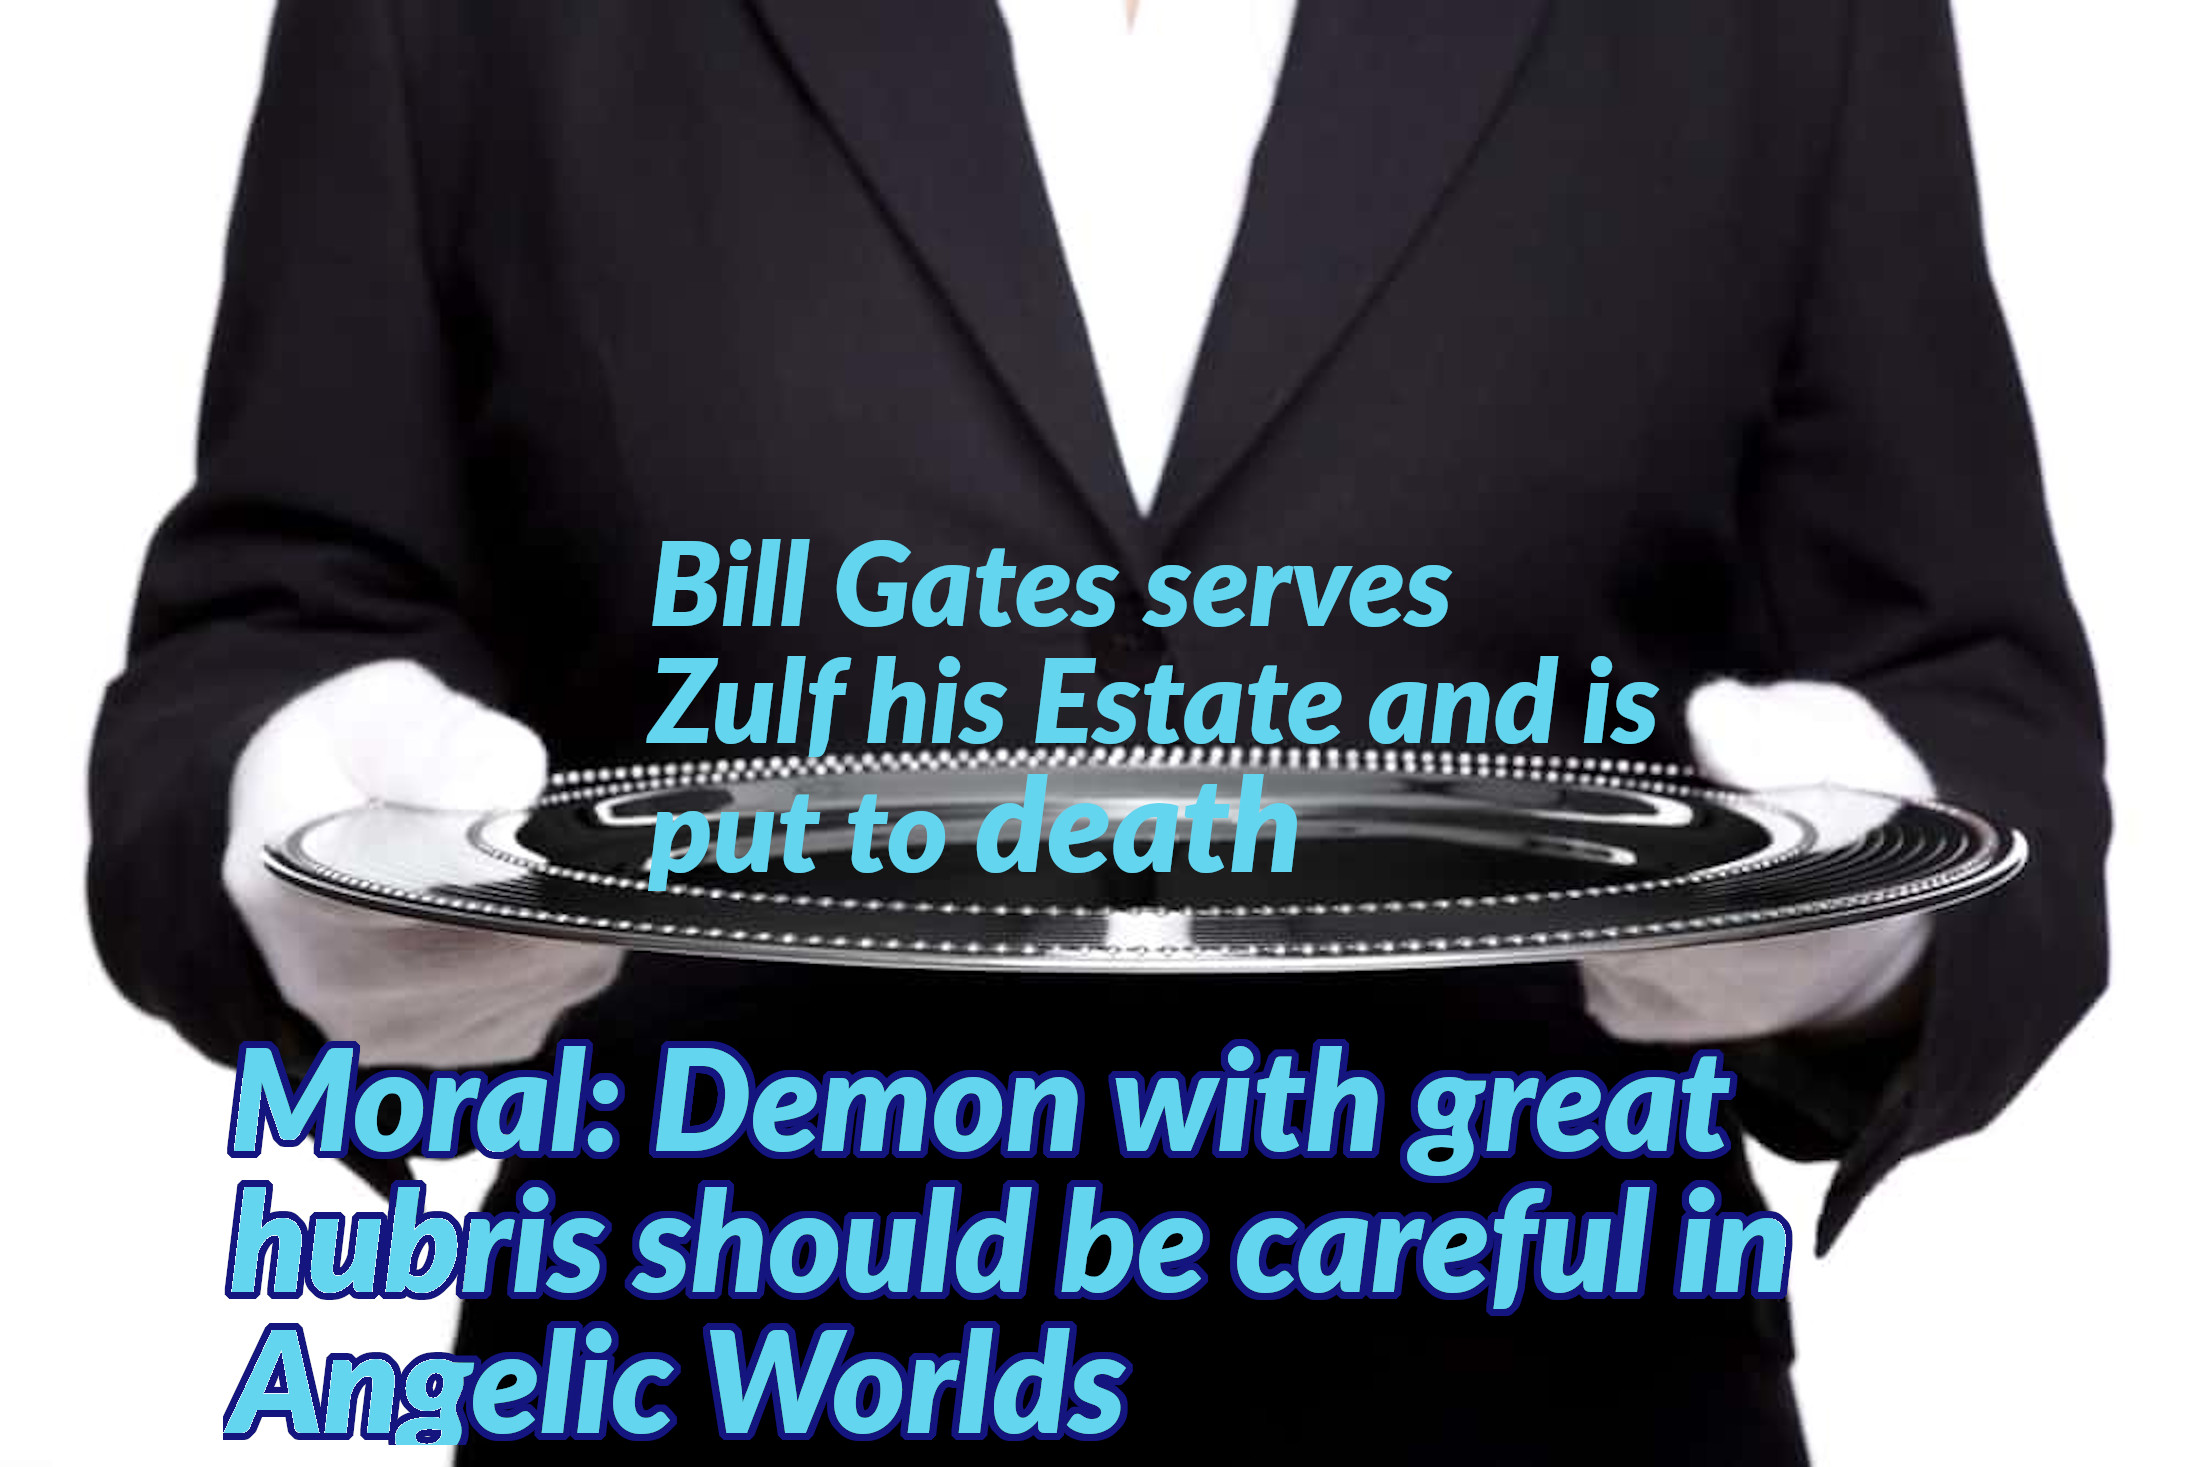 Bill Gates serves
Zulf his Estate and is
put to death
Moral: Demon with great
hubris should be careful in
Angelic Worlds